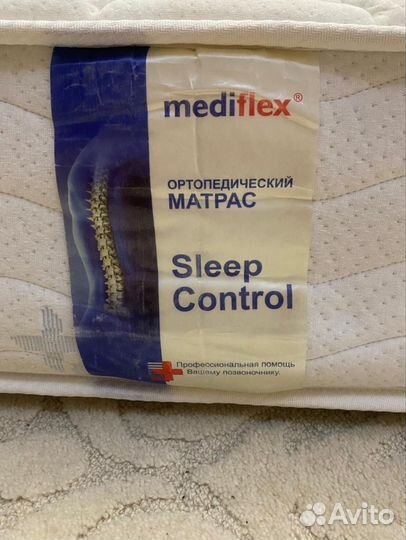 mediflex®
ОРТОПЕДИЧЕСКИЙ
МАТРАС
Sleep
Control
Профессиональная помощь
Вашему позвоночнику.
Avito